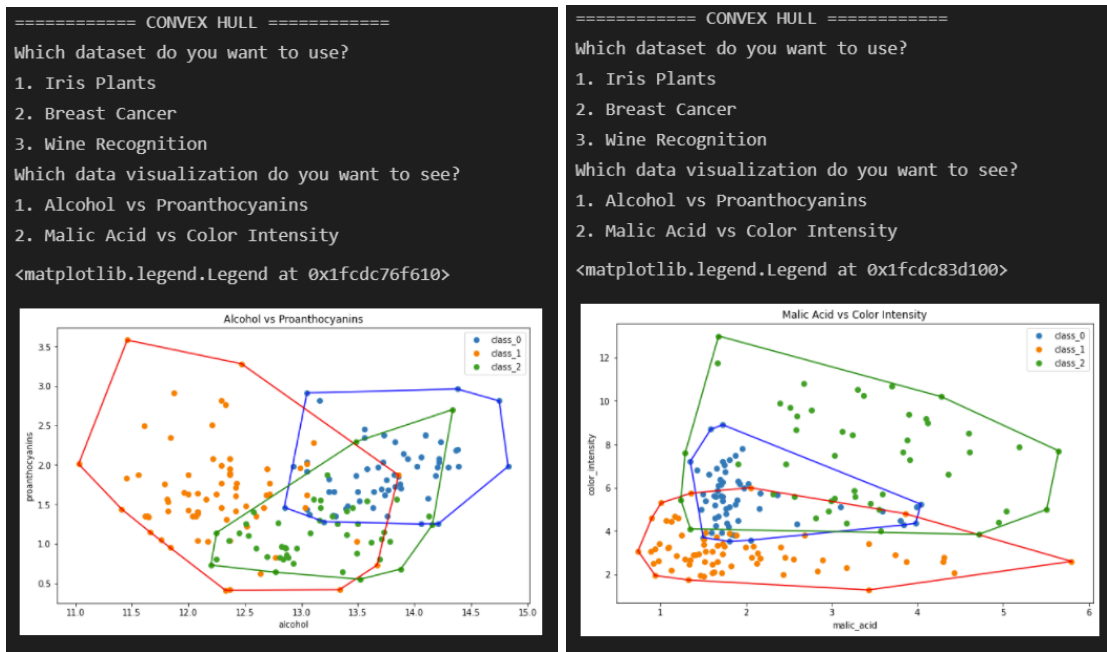 ============ CONVEX HULL ============
Which dataset do you want to use?
1. Iris Plants
2. Breast Cancer
3. Wine Recognition
Which data visualization do you want to see?
1. Alcohol vs Proanthocyanins
2. Malic Acid vs Color Intensity
<matplotlib.legend.Legend at 0x1fcdc76f610>
Alcohol vs Proanthocyanins
class_0
class_1
class_2
3.5
3.0
2.5
2.0
1.5
1.0
0.5
proanthocyanins
11.0 11.5 12.0 12.5 13.0 13.5 14.0 14.5 15.0
alcohol
============ CONVEX HULL ============
Which dataset do you want to use?
1. Iris Plants
2. Breast Cancer
3. Wine Recognition
Which data visualization do you want to see?
1. Alcohol vs Proanthocyanins
2. Malic Acid vs Color Intensity
<matplotlib.legend.Legend at 0x1fcdc83d100>
Malic Acid vs Color Intensity
class_0
class_1
class_2
12
10
8
6
4
2
color_intensity
1 2 3 4 5 6
malic_acid